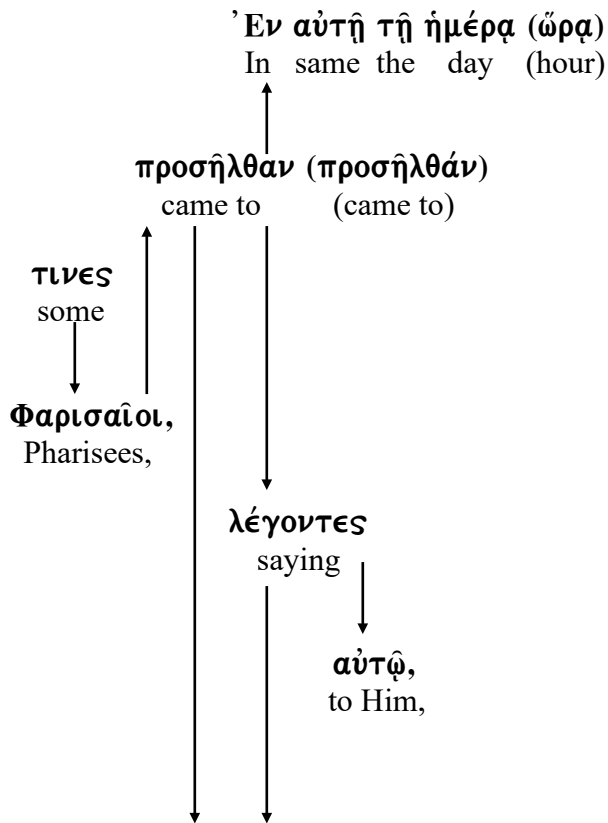 Ἐν αὐτῇ τῇ ἡμέρᾳ (ὥρᾳ)
In same the day (hour)
προσῆλθαν (προσῆλθάν)
came to (came to)
τινες
some
Φαρισαῖοι,
Pharisees,
λέγοντες
saying
αὐτῷ,
to Him,